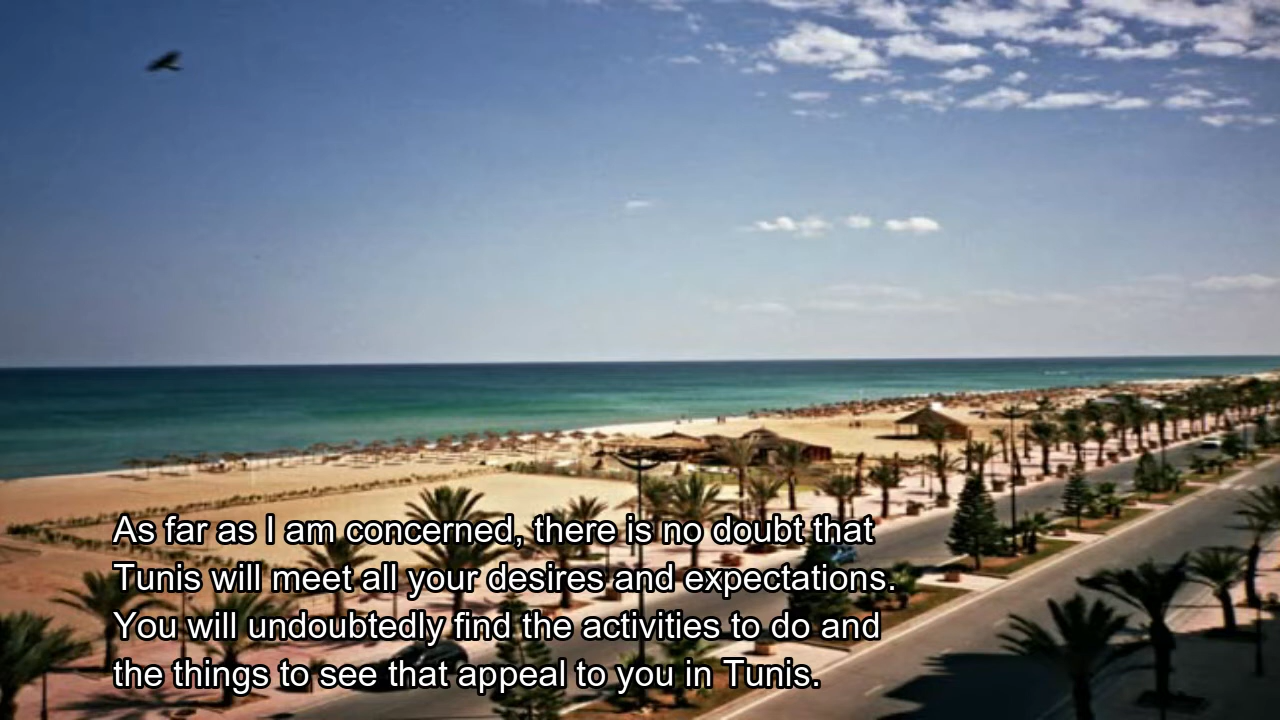 As far as I am concerned, there is no doubt that
Tunis will meet all your desires and expectations.
You will undoubtedly find the activities to do and
the things to see that appeal to you in Tunis.